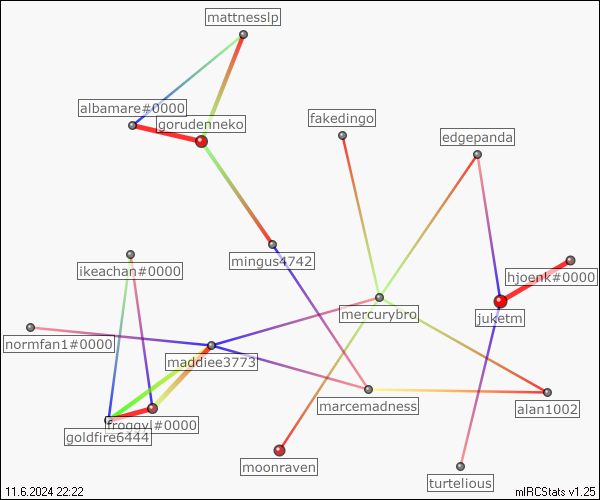 mattnesslp
albamare#0000
gorudenneko
fakedingo
edgepanda
mingus4742
ikeachan#0000
hjoenk#0000
mercurybro
juketm
normfan1#0000
maddiee3773
marcemadness
alan1002
froggyl#0000
goldfire6444
moonraven
turtelious
11.6.2024 22:22
mIRCStats v1.25